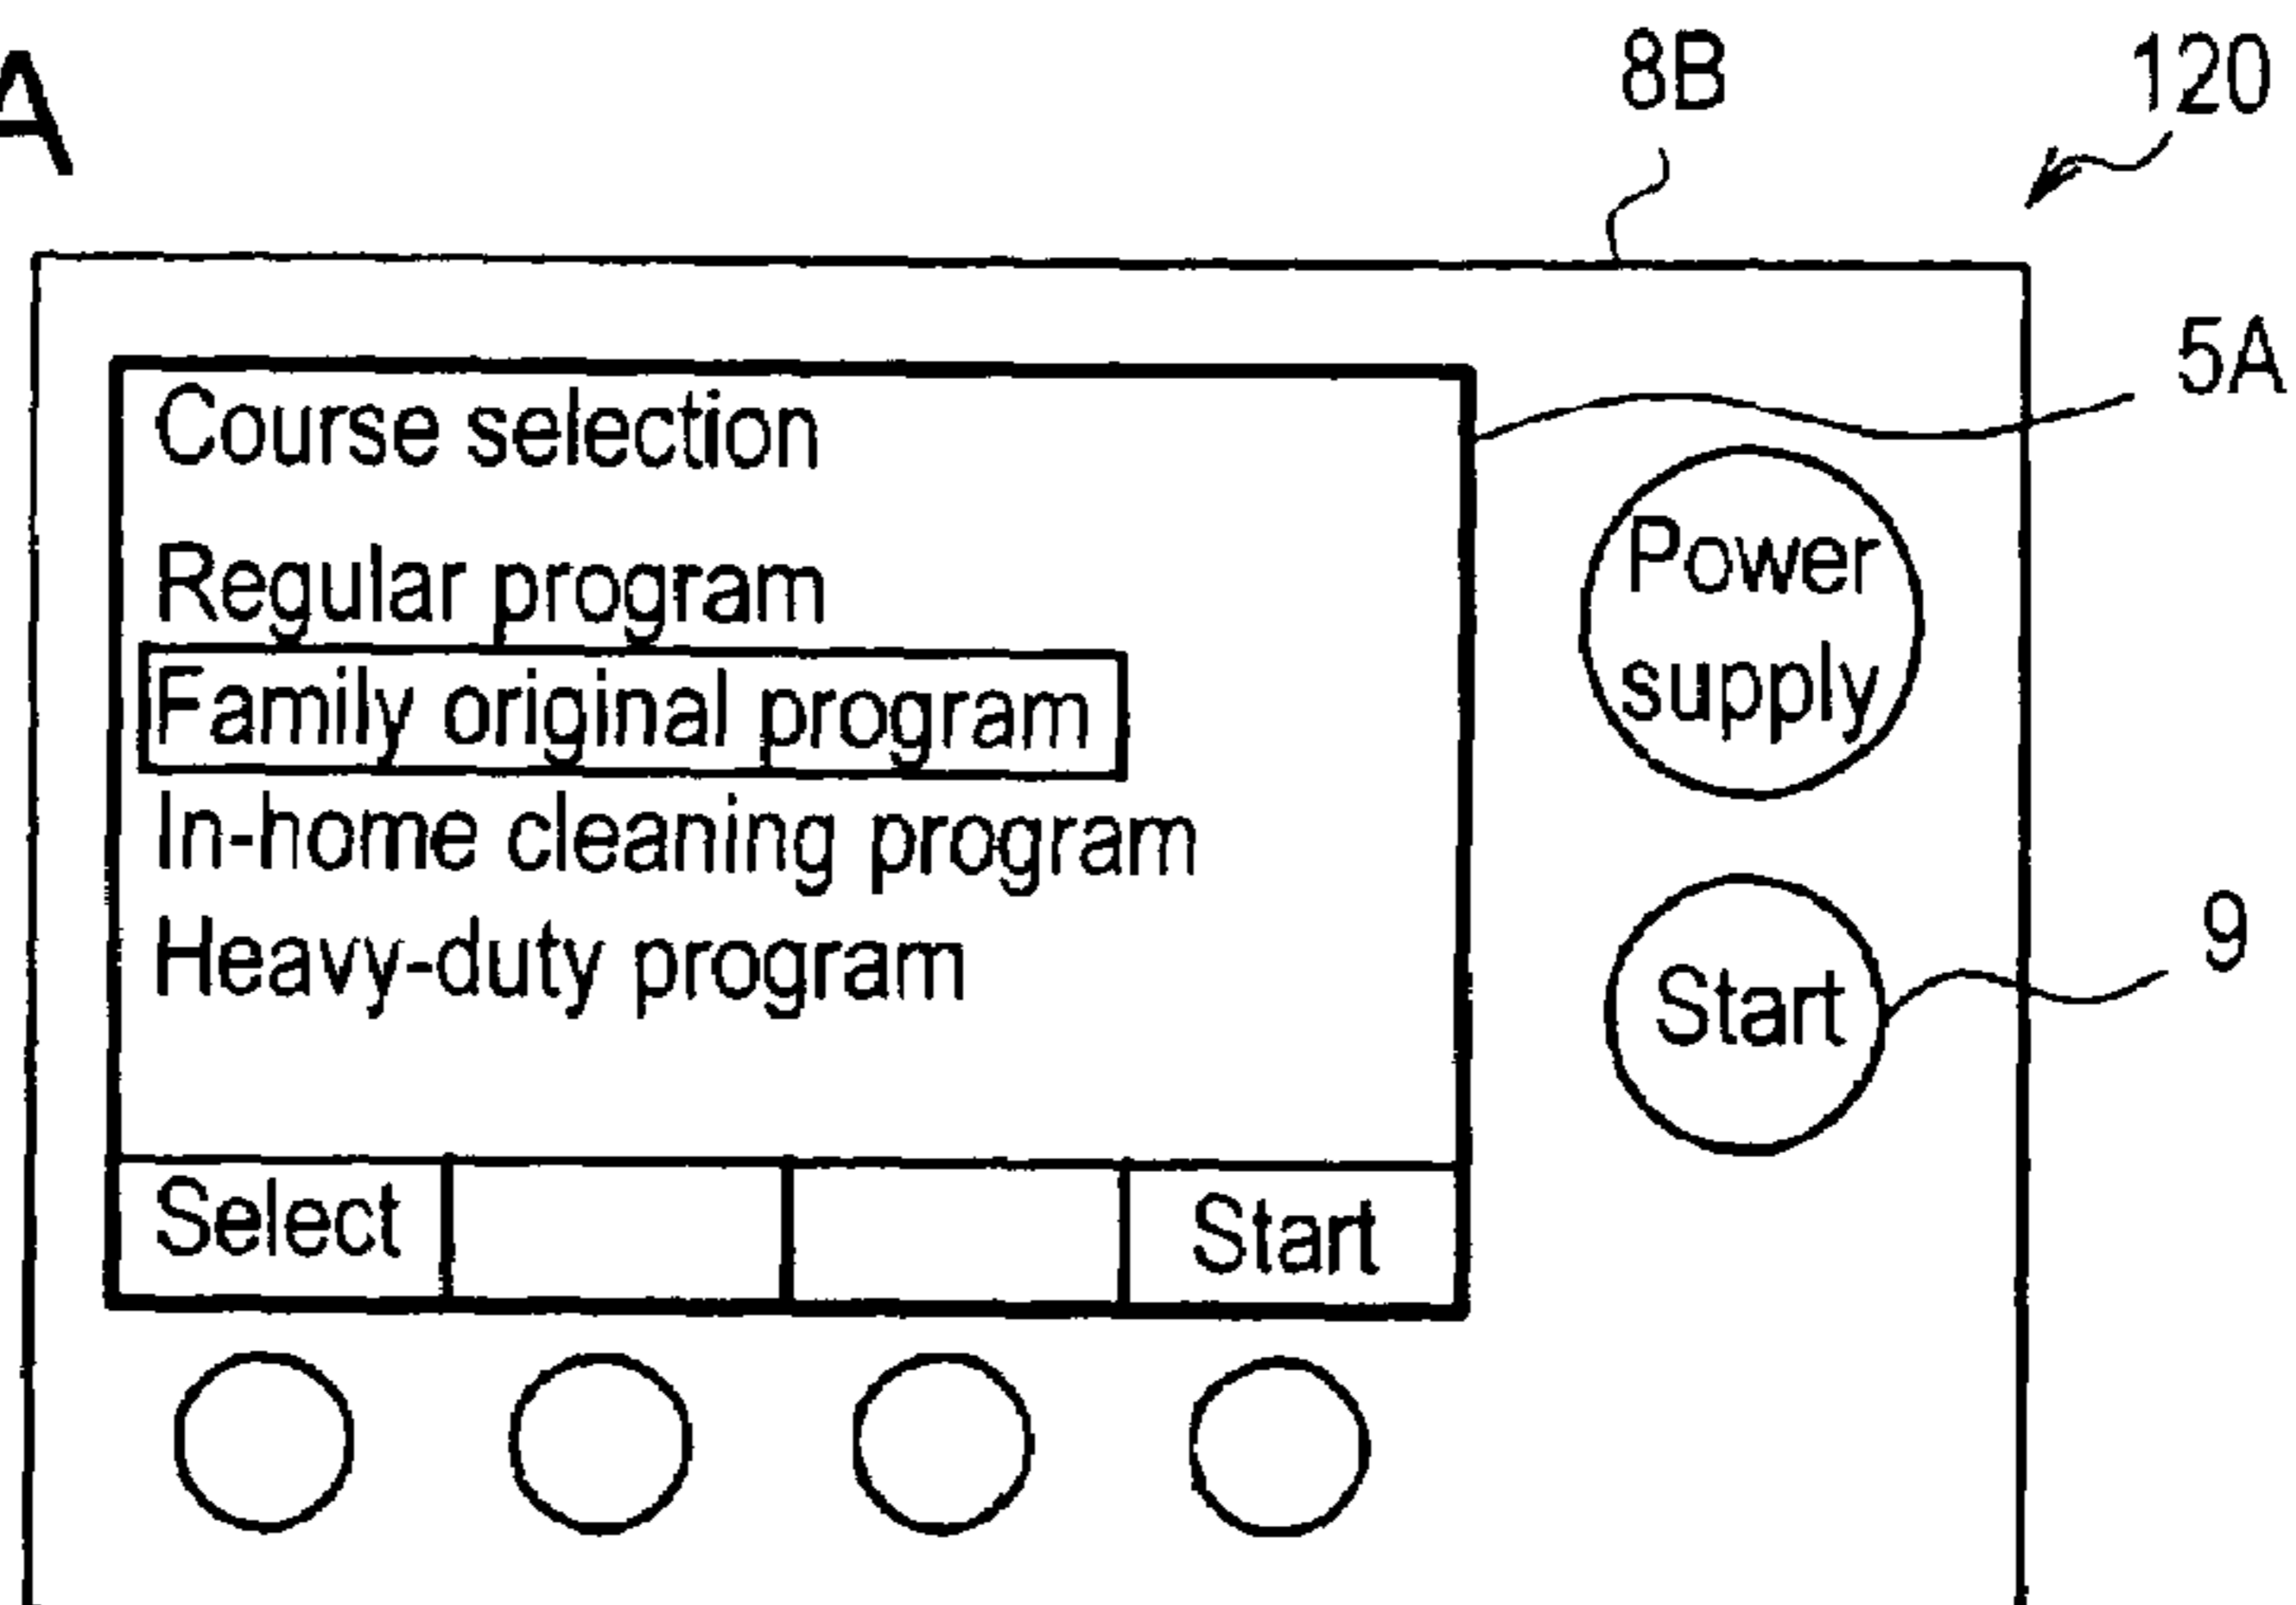 A
8B
120
5A
Course selection
Regular program
Family original program
In-home cleaning program
Heavy-duty program
Power
supply
9
Start
Select
Start